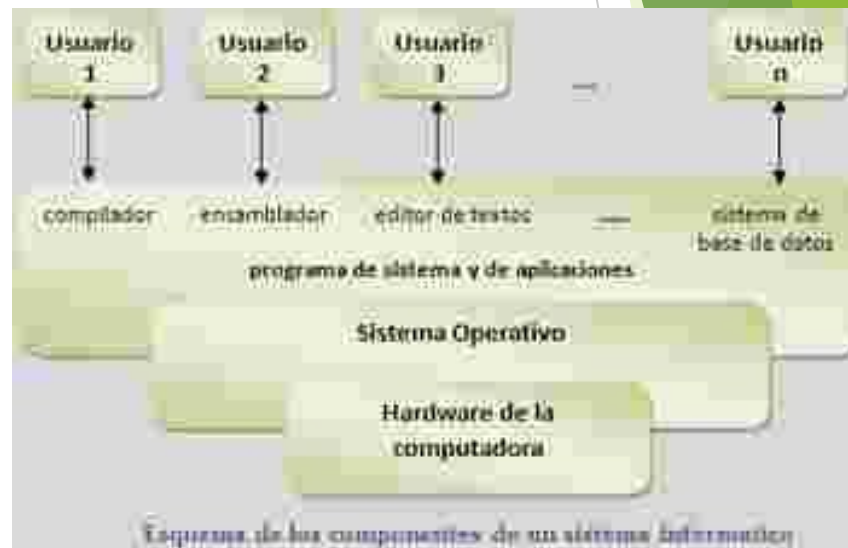 Usuario
1
Usuario
2
Usuario
3
...
Usuario
n
compilador
ensamblador
editor de textos
...
sistema de
base de datos
programa de sistema y de aplicaciones
Sistema Operativo
Hardware de la
computadora
Esquema de los componentes de un sistema Informatico